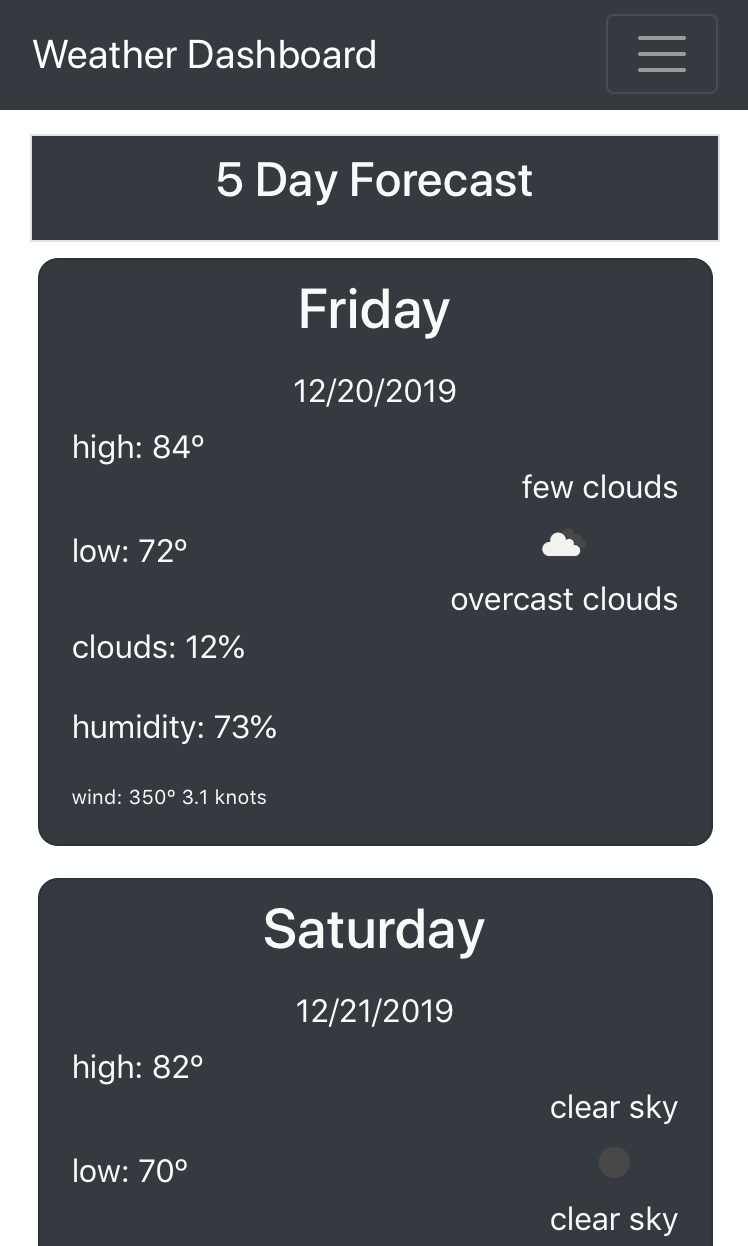 Weather Dashboard
5 Day Forecast
Friday
12/20/2019
high: 84º
few clouds
low: 72º
overcast clouds
clouds: 12%
humidity: 73%
wind: 350º 3.1 knots
Saturday
12/21/2019
high: 82º
clear sky
low: 70º
clear sky